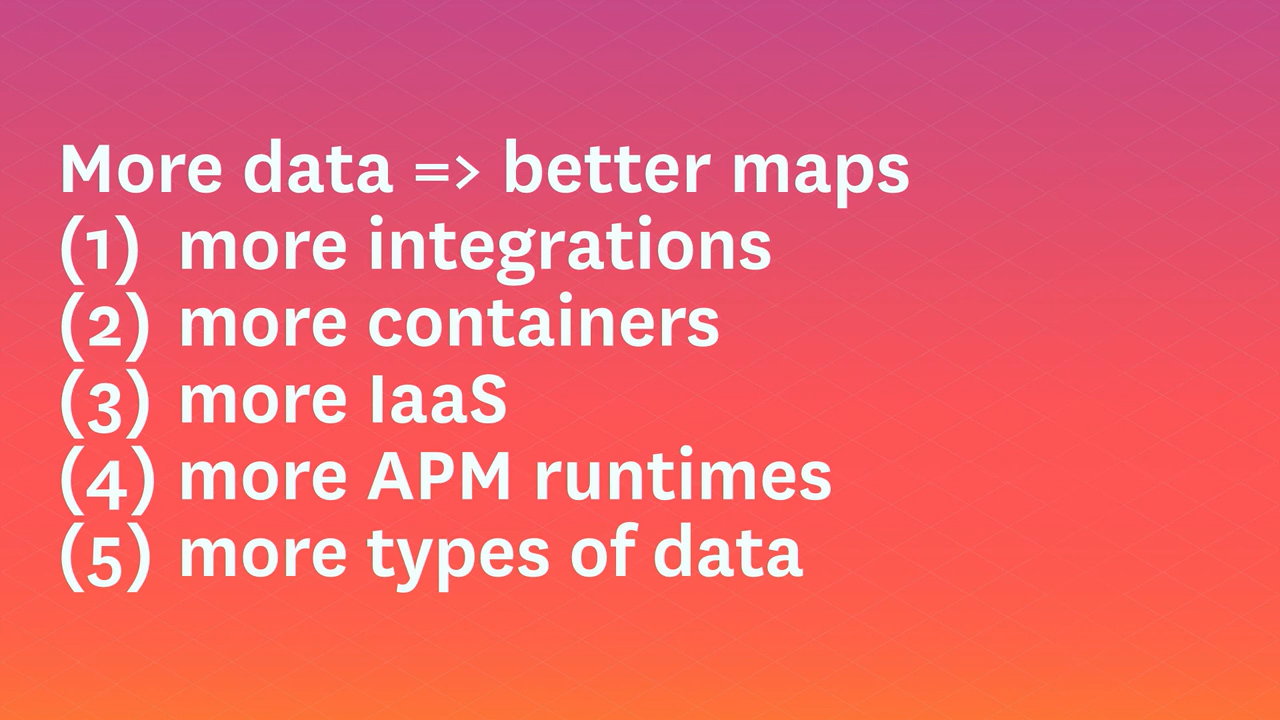 More data => better maps
(1) more integrations
(2) more containers
(3) more IaaS
(4) more APM runtimes
(5) more types of data